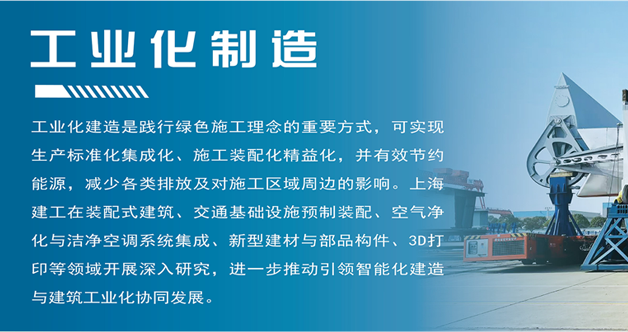 工业化制造
工业化建造是践行绿色施工理念的重要方式，可实现
生产标准化集成化、施工装配化精益化，并有效节约
能源，减少各类排放及对施工区域周边的影响。上海
建工在装配式建筑、交通基础设施预制装配、空气净
化与洁净空调系统集成、新型建材与部品构件、3D打
印等领域开展深入研究，进一步推动引领智能化建造
与建筑工业化协同发展。